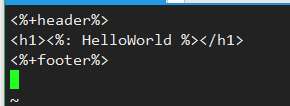 <%+header%>
<h1><%: HelloWorld %></h1>
<%+footer%>
~